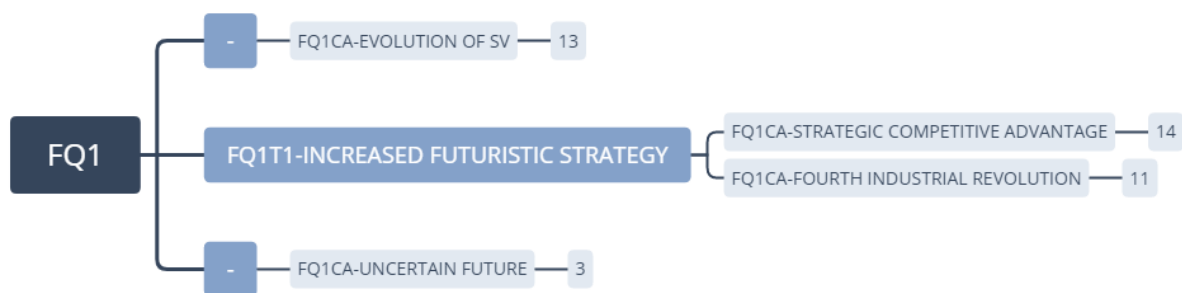 FQ1
-
FQ1CA-EVOLUTION OF SV
13
FQ1T1-INCREASED FUTURISTIC STRATEGY
FQ1CA-STRATEGIC COMPETITIVE ADVANTAGE
14
FQ1CA-FOURTH INDUSTRIAL REVOLUTION
11
-
FQ1CA-UNCERTAIN FUTURE
3